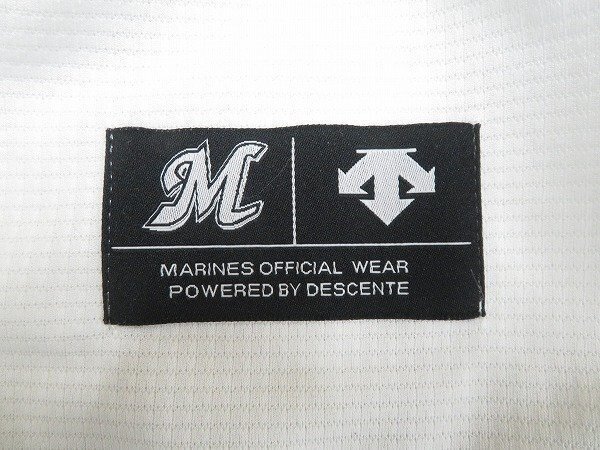 M
MARINES OFFICIAL WEAR
POWERED BY DESCENTE